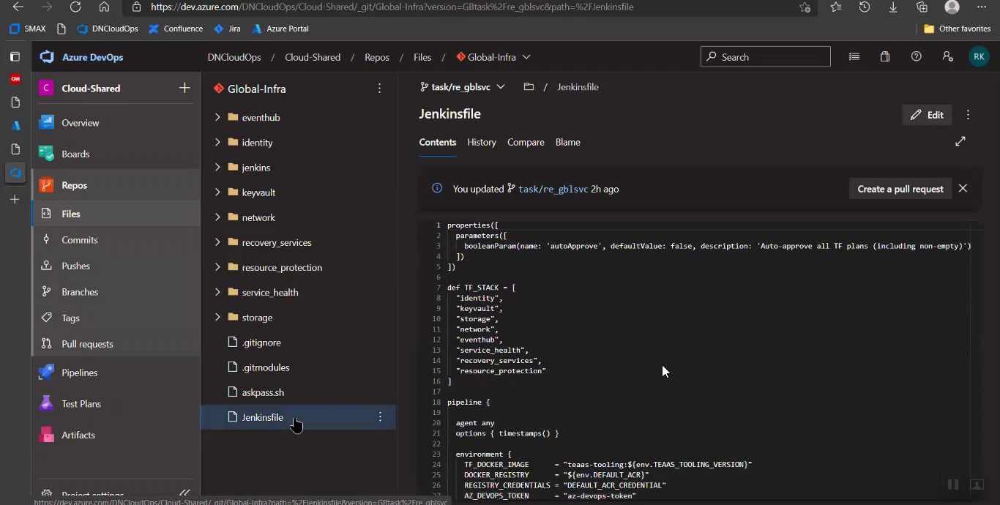 https://dev.azure.com/DNCloudOps/Cloud-Shared/_git/Global-Infra?version=GBtask%2Fre_gblsvc&path=%2FJenkinsfile
SMAX DNCloudOps Confluence Jira Azure Portal Other favorites
Azure DevOps DNCloudOps / Cloud-Shared / Repos / Files / Global-Infra Search RK
CNN
C Cloud-Shared
Overview
Boards
Repos
Files
Commits
Pushes
Branches
Tags
Pull requests
Pipelines
Test Plans
Artifacts
Project settings
Global-Infra
eventhub
identity
jenkins
keyvault
network
recovery_services
resource_protection
service_health
storage
.gitignore
.gitmodules
askpass.sh
Jenkinsfile
task/re_gblsvc / Jenkinsfile
Jenkinsfile Edit
Contents History Compare Blame
You updated task/re_gblsvc 2h ago Create a pull request
1 properties([
2 parameters([
3 booleanParam(name: 'autoApprove', defaultValue: false, description: 'Auto-approve all TF plans (including non-empty)')
4 ])
5 ])
6
7 def TF_STACK = [
8 "identity",
9 "keyvault",
10 "storage",
11 "network",
12 "eventhub",
13 "service_health",
14 "recovery_services",
15 "resource_protection"
16 ]
17
18 pipeline {
19
20 agent any
21 options { timestamps() }
22
23 environment {
24 TF_DOCKER_IMAGE = "teaas-tooling:${env.TEAAS_TOOLING_VERSION}"
25 DOCKER_REGISTRY = "${env.DEFAULT_ACR}"
26 REGISTRY_CREDENTIALS = "DEFAULT_ACR_CREDENTIAL"
27 AZ_DEVOPS_TOKEN = "az-devops-token"
https://dev.azure.com/DNCloudOps/Cloud-Shared/_git/Global-Infra?path=%2FJenkinsfile&version=GBtask%2Fre_gblsvc